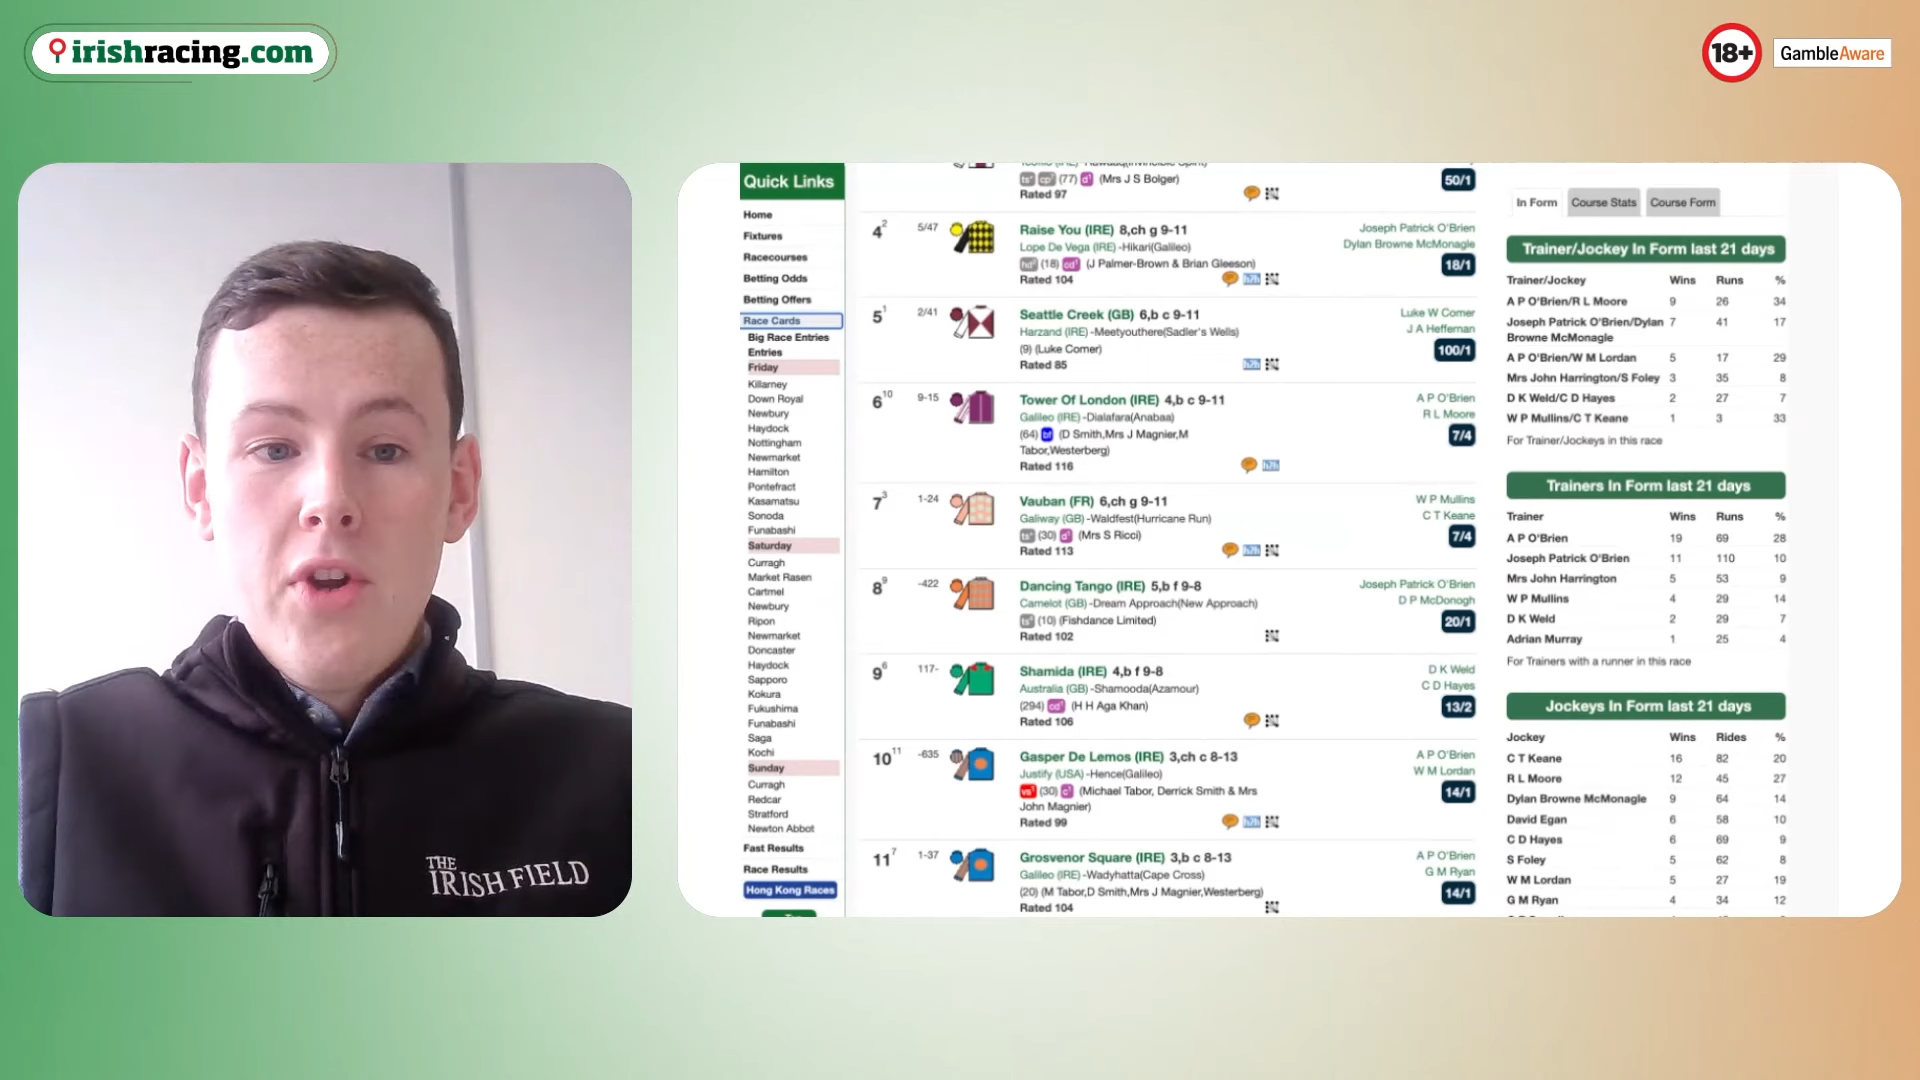 irishracing.com
18+
GambleAware
THE
IRISH FIELD
Quick Links
Home
Fixtures
Racecourses
Betting Odds
Betting Offers
Race Cards
Big Race Entries
Entries
Friday
Killarney
Down Royal
Newbury
Haydock
Nottingham
Newmarket
Hamilton
Pontefract
Kasamatsu
Sonoda
Funabashi
Saturday
Curragh
Market Rasen
Cartmel
Newbury
Ripon
Newmarket
Doncaster
Haydock
Sapporo
Kokura
Fukushima
Funabashi
Saga
Kochi
Sunday
Curragh
Redcar
Stratford
Newton Abbot
Fast Results
Race Results
Hong Kong Races
(77) d¹ (Mrs J S Bolger)
50/1
Rated 97
4² 5/47 Raise You (IRE) 8,ch g 9-11 Joseph Patrick O'Brien
Lope De Vega (IRE) -Hikari(Galileo) Dylan Browne McMonagle
(18) cd¹ (J Palmer-Brown & Brian Gleeson) 18/1
Rated 104 h2h
5¹ 2/41 Seattle Creek (GB) 6,b c 9-11 Luke W Comer
Harzand (IRE) -Meetyouthere(Sadler's Wells) J A Heffernan
(9) (Luke Comer) 100/1
Rated 85 h2h
6¹⁰ 9-15 Tower Of London (IRE) 4,b c 9-11 A P O'Brien
Galileo (IRE) -Dialafara(Anabaa) R L Moore
(64) bf (D Smith,Mrs J Magnier,M 7/4
Tabor,Westerberg)
Rated 116 h2h
7³ 1-24 Vauban (FR) 6,ch g 9-11 W P Mullins
Galiway (GB) -Waldfest(Hurricane Run) C T Keane
(30) d¹ (Mrs S Ricci) 7/4
Rated 113 h2h
8⁹ -422 Dancing Tango (IRE) 5,b f 9-8 Joseph Patrick O'Brien
Camelot (GB) -Dream Approach(New Approach) D P McDonogh
(10) (Fishdance Limited) 20/1
Rated 102
9⁶ 117- Shamida (IRE) 4,b f 9-8 D K Weld
Australia (GB) -Shamooda(Azamour) C D Hayes
(294) cd¹ (H H Aga Khan) 13/2
Rated 106
10¹¹ -635 Gasper De Lemos (IRE) 3,ch c 8-13 A P O'Brien
Justify (USA) -Hence(Galileo) W M Lordan
(30) c¹ (Michael Tabor, Derrick Smith & Mrs 14/1
John Magnier)
Rated 99 h2h
11⁷ 1-37 Grosvenor Square (IRE) 3,b c 8-13 A P O'Brien
Galileo (IRE) -Wadyhatta(Cape Cross) G M Ryan
(20) (M Tabor,D Smith,Mrs J Magnier,Westerberg) 14/1
Rated 104
In Form Course Stats Course Form
Trainer/Jockey In Form last 21 days
Trainer/Jockey Wins Runs %
A P O'Brien/R L Moore 9 26 34
Joseph Patrick O'Brien/Dylan 7 41 17
Browne McMonagle
A P O'Brien/W M Lordan 5 17 29
Mrs John Harrington/S Foley 3 35 8
D K Weld/C D Hayes 2 27 7
W P Mullins/C T Keane 1 3 33
For Trainer/Jockeys in this race
Trainers In Form last 21 days
Trainer Wins Runs %
A P O'Brien 19 69 28
Joseph Patrick O'Brien 11 110 10
Mrs John Harrington 5 53 9
W P Mullins 4 29 14
D K Weld 2 29 7
Adrian Murray 1 25 4
For Trainers with a runner in this race
Jockeys In Form last 21 days
Jockey Wins Rides %
C T Keane 16 82 20
R L Moore 12 45 27
Dylan Browne McMonagle 9 64 14
David Egan 6 58 10
C D Hayes 6 69 9
S Foley 5 62 8
W M Lordan 5 27 19
G M Ryan 4 34 12